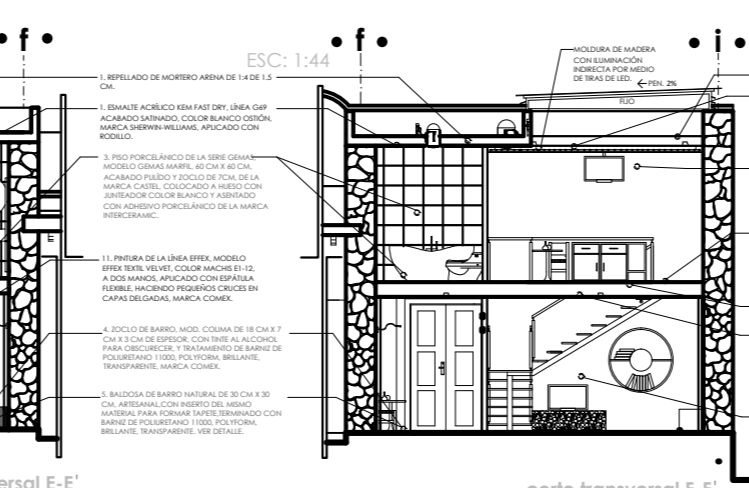 • f •
• f •
• i •
ESC: 1:44
MOLDURA DE MADERA
CON ILUMINACIÓN
INDIRECTA POR MEDIO
DE TIRAS DE LED.
PEN. 2%
FIJO
1. REPELLADO DE MORTERO ARENA DE 1:4 DE 1.5
CM.
1. ESMALTE ACRÍLICO KEM FAST DRY, LÍNEA G69
ACABADO SATINADO, COLOR BLANCO OSTIÓN,
MARCA SHERWIN-WILLIAMS, APLICADO CON
RODILLO.
3. PISO PORCELÁNICO DE LA SERIE GEMAS,
MODELO GEMAS MARFIL, 60 CM X 60 CM,
ACABADO PULÍDO Y ZOCLO DE 7CM, DE LA
MARCA CASTEL, COLOCADO A HUESO CON
JUNTEADOR COLOR BLANCO Y ASENTADO
CON ADHESIVO PORCELÁNICO DE LA MARCA
INTERCERAMIC.
11. PINTURA DE LA LÍNEA EFFEX, MODELO
EFFEX TEXTIL VELVET, COLOR MACHIS E1-12,
A DOS MANOS, APLICADO CON ESPÁTULA
FLEXIBLE, HACIENDO PEQUEÑOS CRUCES EN
CAPAS DELGADAS, MARCA COMEX.
4. ZOCLO DE BARRO, MOD. COLIMA DE 18 CM X 7
CM X 3 CM DE ESPESOR, CON TINTE AL ALCOHOL
PARA OBSCURECER, Y TRATAMIENTO DE BARNIZ DE
POLIURETANO 11000, POLYFORM, BRILLANTE,
TRANSPARENTE, MARCA COMEX.
5. BALDOSA DE BARRO NATURAL DE 30 CM X 30
CM, ARTESANAL,CON INSERTO DEL MISMO
MATERIAL PARA FORMAR TAPETE,TERMINADO CON
BARNIZ DE POLIURETANO 11000, POLYFORM,
BRILLANTE, TRANSPARENTE. VER DETALLE.
versal E-E'
corte transversal F-F'